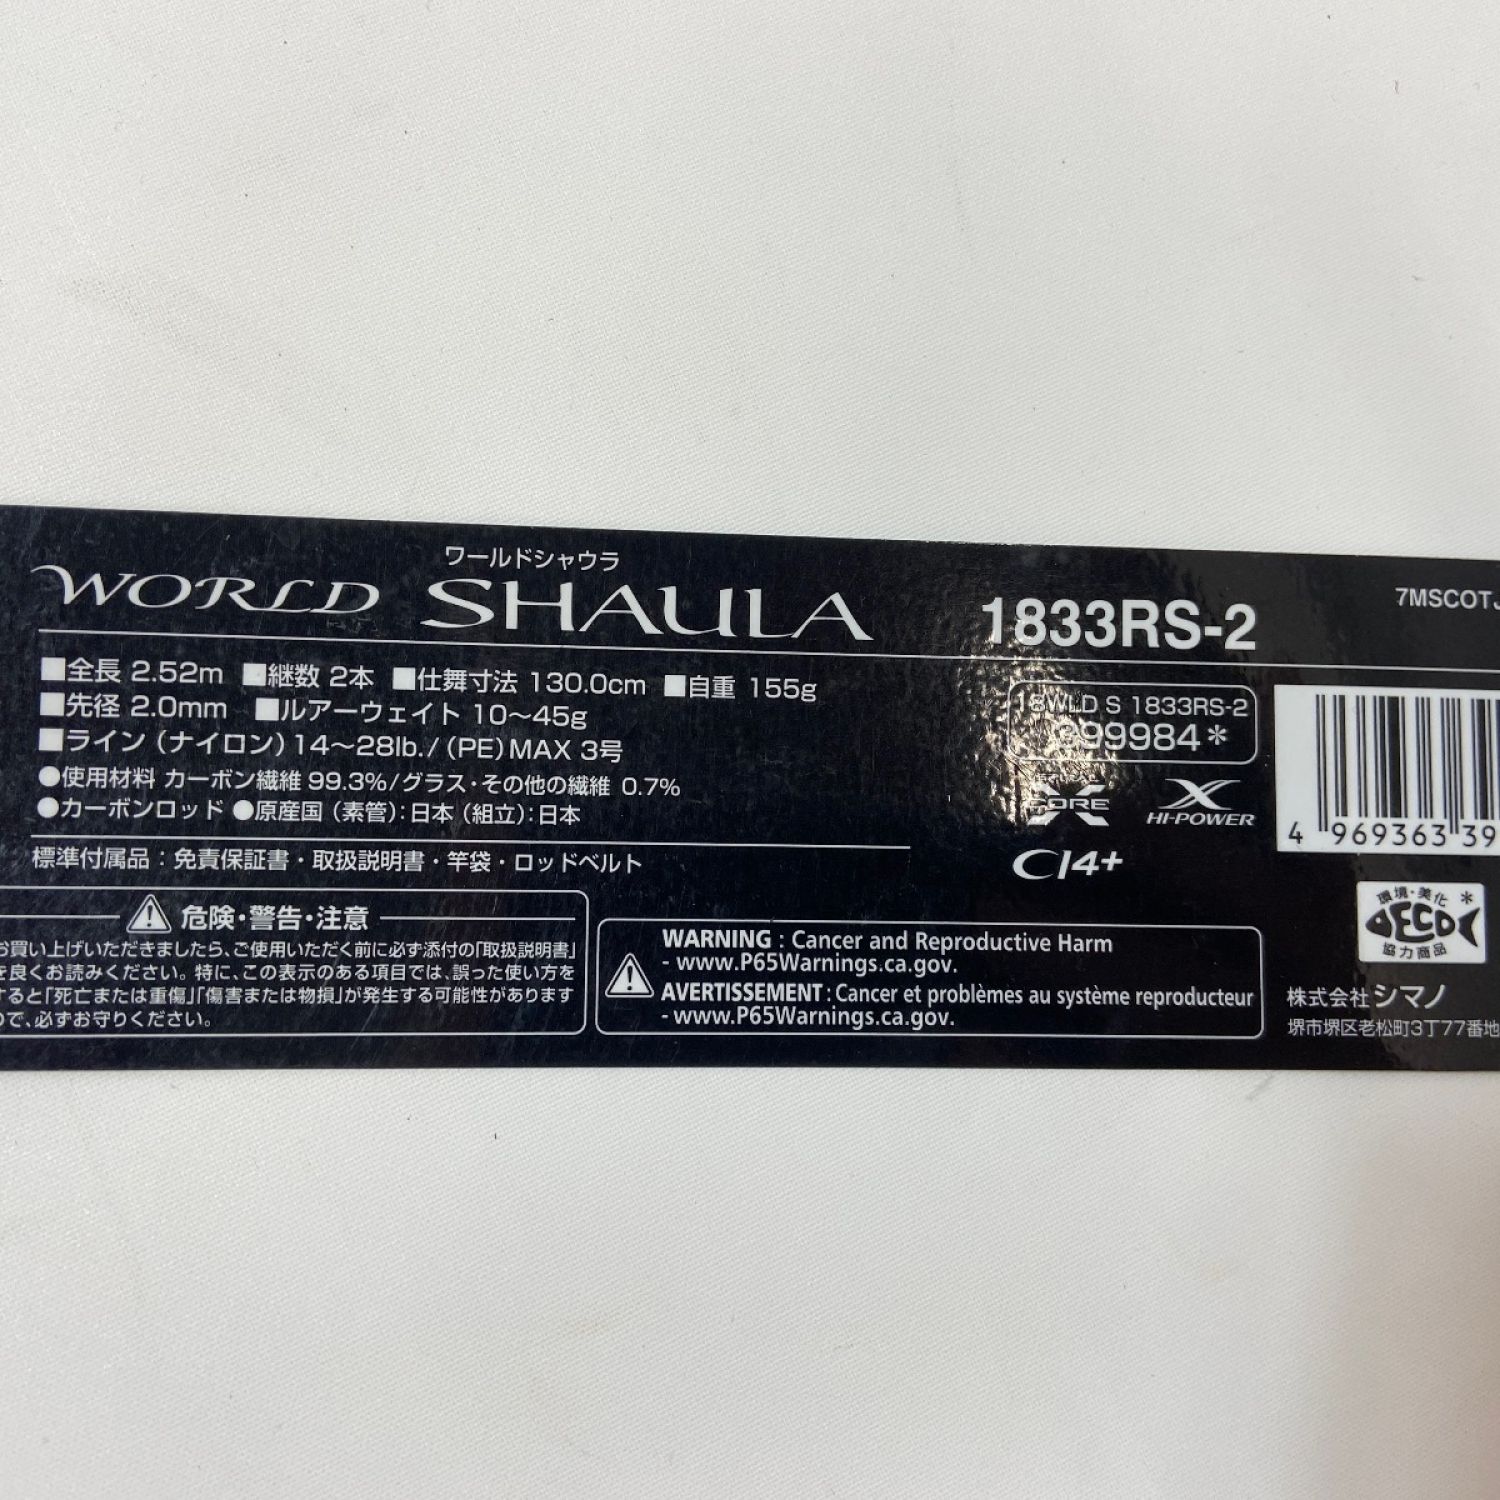 ワールドシャウラ
WORLD SHAULA 1833RS-2
7MSCOTJ
■全長 2.52m ■継数 2本 ■仕舞寸法 130.0cm ■自重 155g
■先径 2.0mm ■ルアーウェイト 10〜45g
■ライン（ナイロン）14〜28lb./（PE）MAX 3号
●使用材料 カーボン繊維 99.3%/グラス・その他の繊維 0.7%
●カーボンロッド ●原産国（素管）：日本（組立）：日本
標準付属品：免責保証書・取扱説明書・竿袋・ロッドベルト
18WLD S 1833RS-2
399984*
CORE
X
HI-POWER
CI4+
4 969363 39
危険・警告・注意
お買い上げいただきましたら、ご使用いただく前に必ず添付の「取扱説明書」
を良くお読みください。特に、この表示のある項目では、誤った使い方を
すると「死亡または重傷」「傷害または物損」が発生する可能性があります
ので、必ずお守りください。
WARNING : Cancer and Reproductive Harm
- www.P65Warnings.ca.gov.
AVERTISSEMENT : Cancer et problèmes au système reproducteur
- www.P65Warnings.ca.gov.
環境・美化 *
DECO
協力商品
株式会社シマノ
堺市堺区老松町3丁77番地